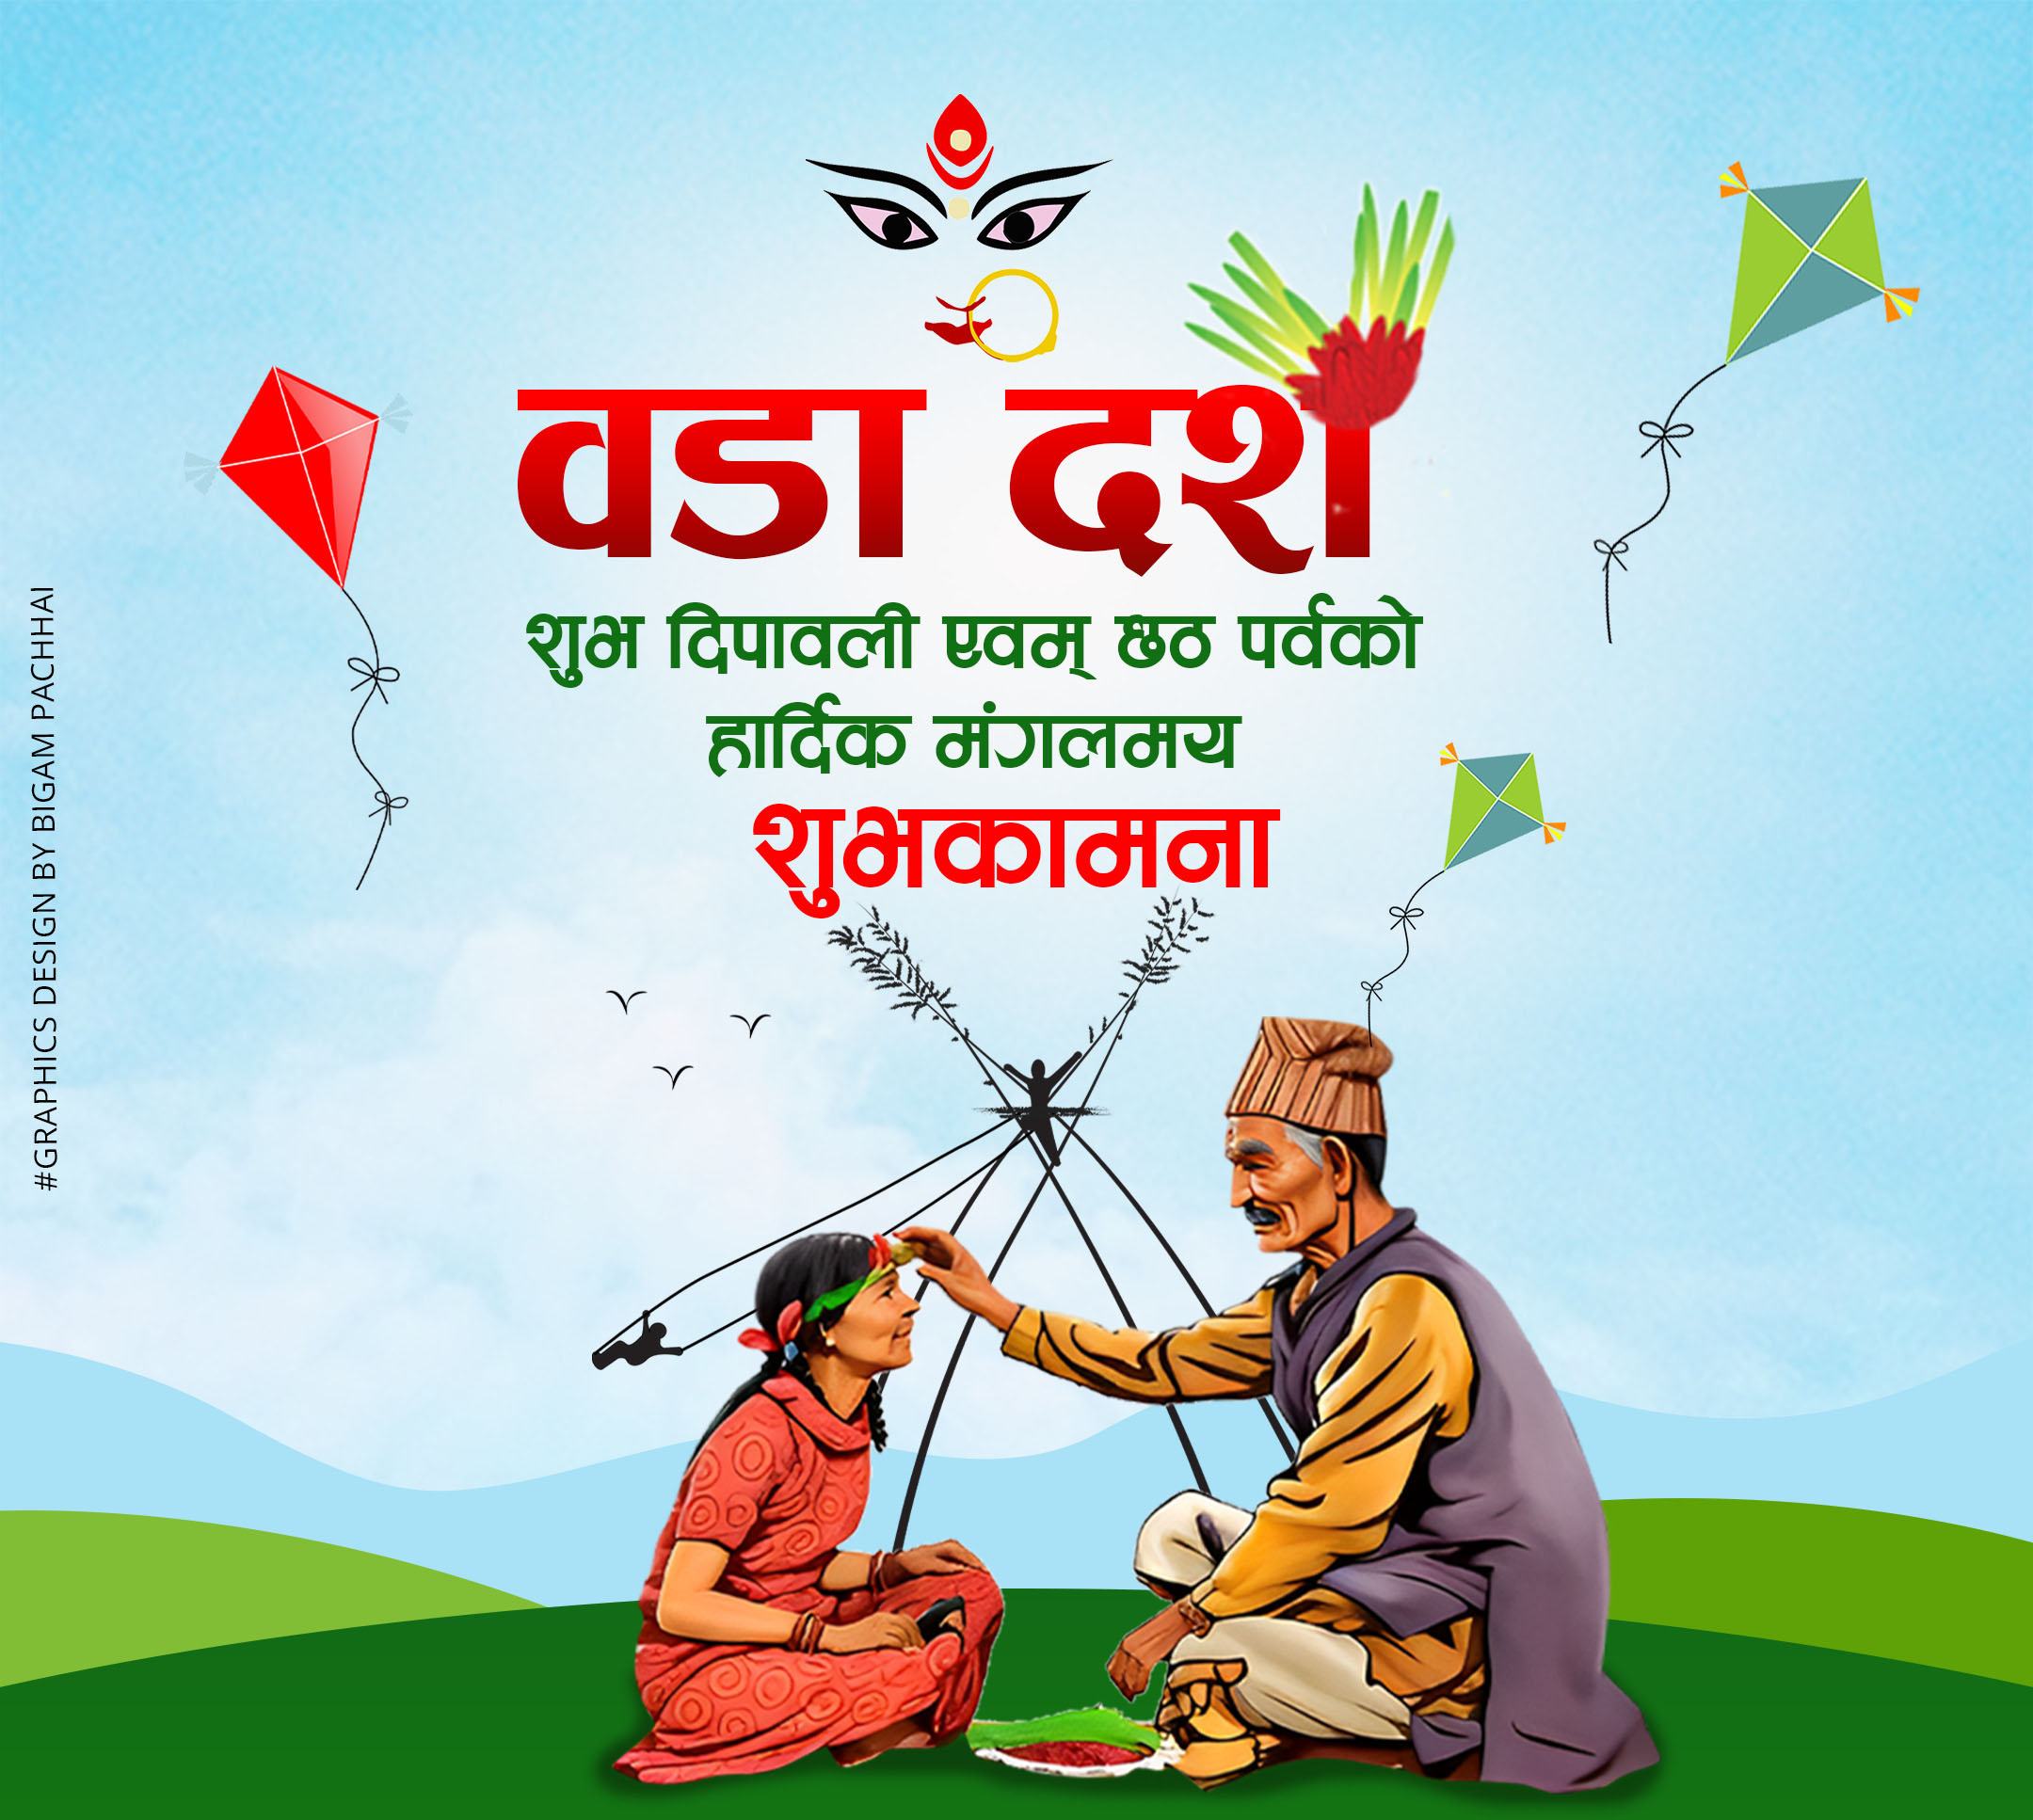 वडा दश
शुभ दिपावली एवम् छठ पर्वको
हार्दिक मंगलमय
शुभकामना
#GRAPHICS DESIGN BY BIGAM PACHHAI